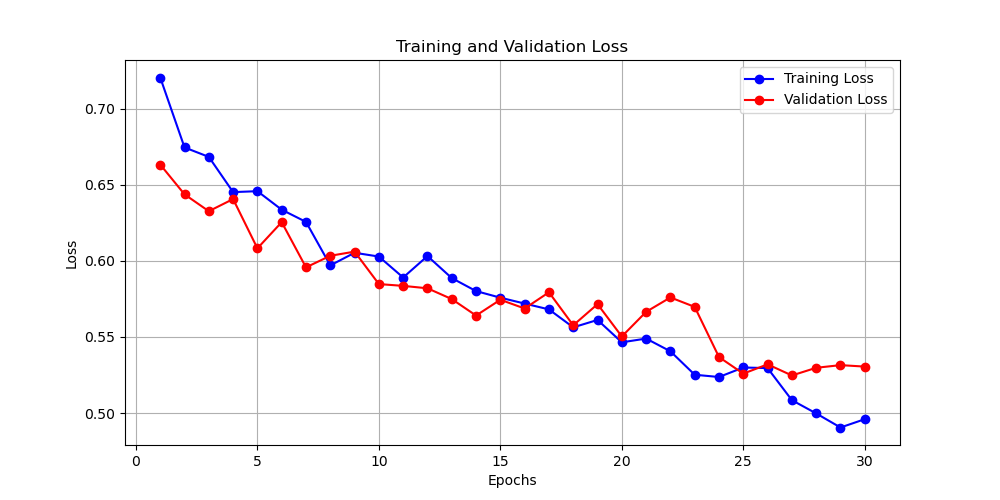 Training and Validation Loss
Training Loss
Validation Loss
0.70
0.65
0.60
0.55
0.50
Loss
0 5 10 15 20 25 30
Epochs